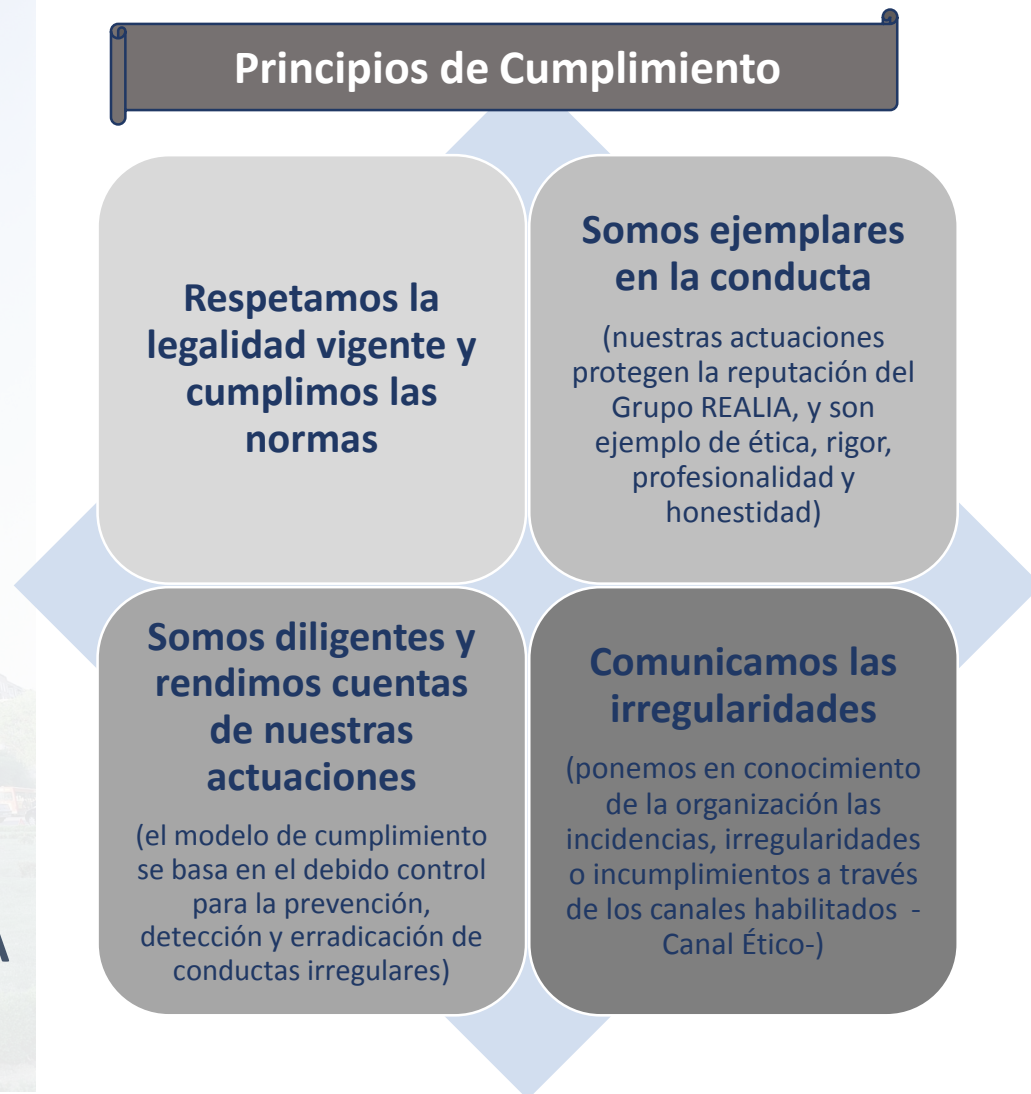 Principios de Cumplimiento
Respetamos la
legalidad vigente y
cumplimos las
normas
Somos ejemplares
en la conducta
(nuestras actuaciones
protegen la reputación del
Grupo REALIA, y son
ejemplo de ética, rigor,
profesionalidad y
honestidad)
Somos diligentes y
rendimos cuentas
de nuestras
actuaciones
(el modelo de cumplimiento
se basa en el debido control
para la prevención,
detección y erradicación de
conductas irregulares)
Comunicamos las
irregularidades
(ponemos en conocimiento
de la organización las
incidencias, irregularidades
o incumplimientos a través
de los canales habilitados -
Canal Ético-)
A